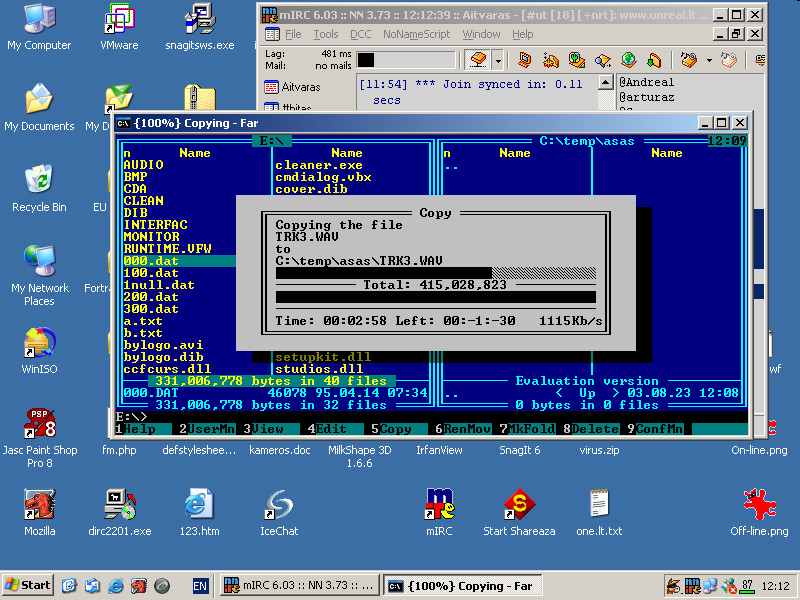 mIRC 6.03 :: NN 3.73 :: 12:12:39 :: Aitvaras - [#ut [18] [+nrt]: www.unreal.lt ...
File Tools DCC NoNameScript Window Help
Lag: 481 ms
Mail: no mails
Aitvaras
[11:54] *** Join synced in: 0.11
secs
@Andreal
@arturaz
My Computer
VMware
snagitsws.exe
My Documents
My D
Recycle Bin
EU
My Network
Places
Fortr
WinISO
wf
{100%} Copying - Far
E:\
C:\temp\asas
12:09
n Name Name
n Name Name
AUDIO cleaner.exe ..
BMP cmdialog.vbx
CDA cover.dib
CLEAN
DIB
INTERFAC
MONITOR
RUNTIME.VFW
000.dat
100.dat
1null.dat
200.dat
300.dat
a.txt
b.txt
bylogo.avi
bylogo.dib setupkit.dll
ccfcurs.dll studios.dll
Copy
Copying the file
TRK3.WAV
to
C:\temp\asas\TRK3.WAV
Total: 415,028,823
Time: 00:02:58 Left: 00:-1:-30 1115Kb/s
331,006,778 bytes in 40 files
Evaluation version
000.DAT 46078 95.04.14 07:34
.. < Up > 03.08.23 12:08
331,006,778 bytes in 32 files
0 bytes in 0 files
E:\>
1Help 2UserMn 3View 4Edit 5Copy 6RenMov 7MkFold 8Delete 9ConfMn
Jasc Paint Shop
Pro 8
fm.php
defstyleshee...
kameros.doc
MilkShape 3D
1.6.6
IrfanView
SnagIt 6
virus.zip
On-line.png
Mozilla
dirc2201.exe
123.htm
IceChat
mIRC
Start Shareaza
one.lt.txt
Off-line.png
Start
EN
mIRC 6.03 :: NN 3.73 :: ...
{100%} Copying - Far
87
12:12